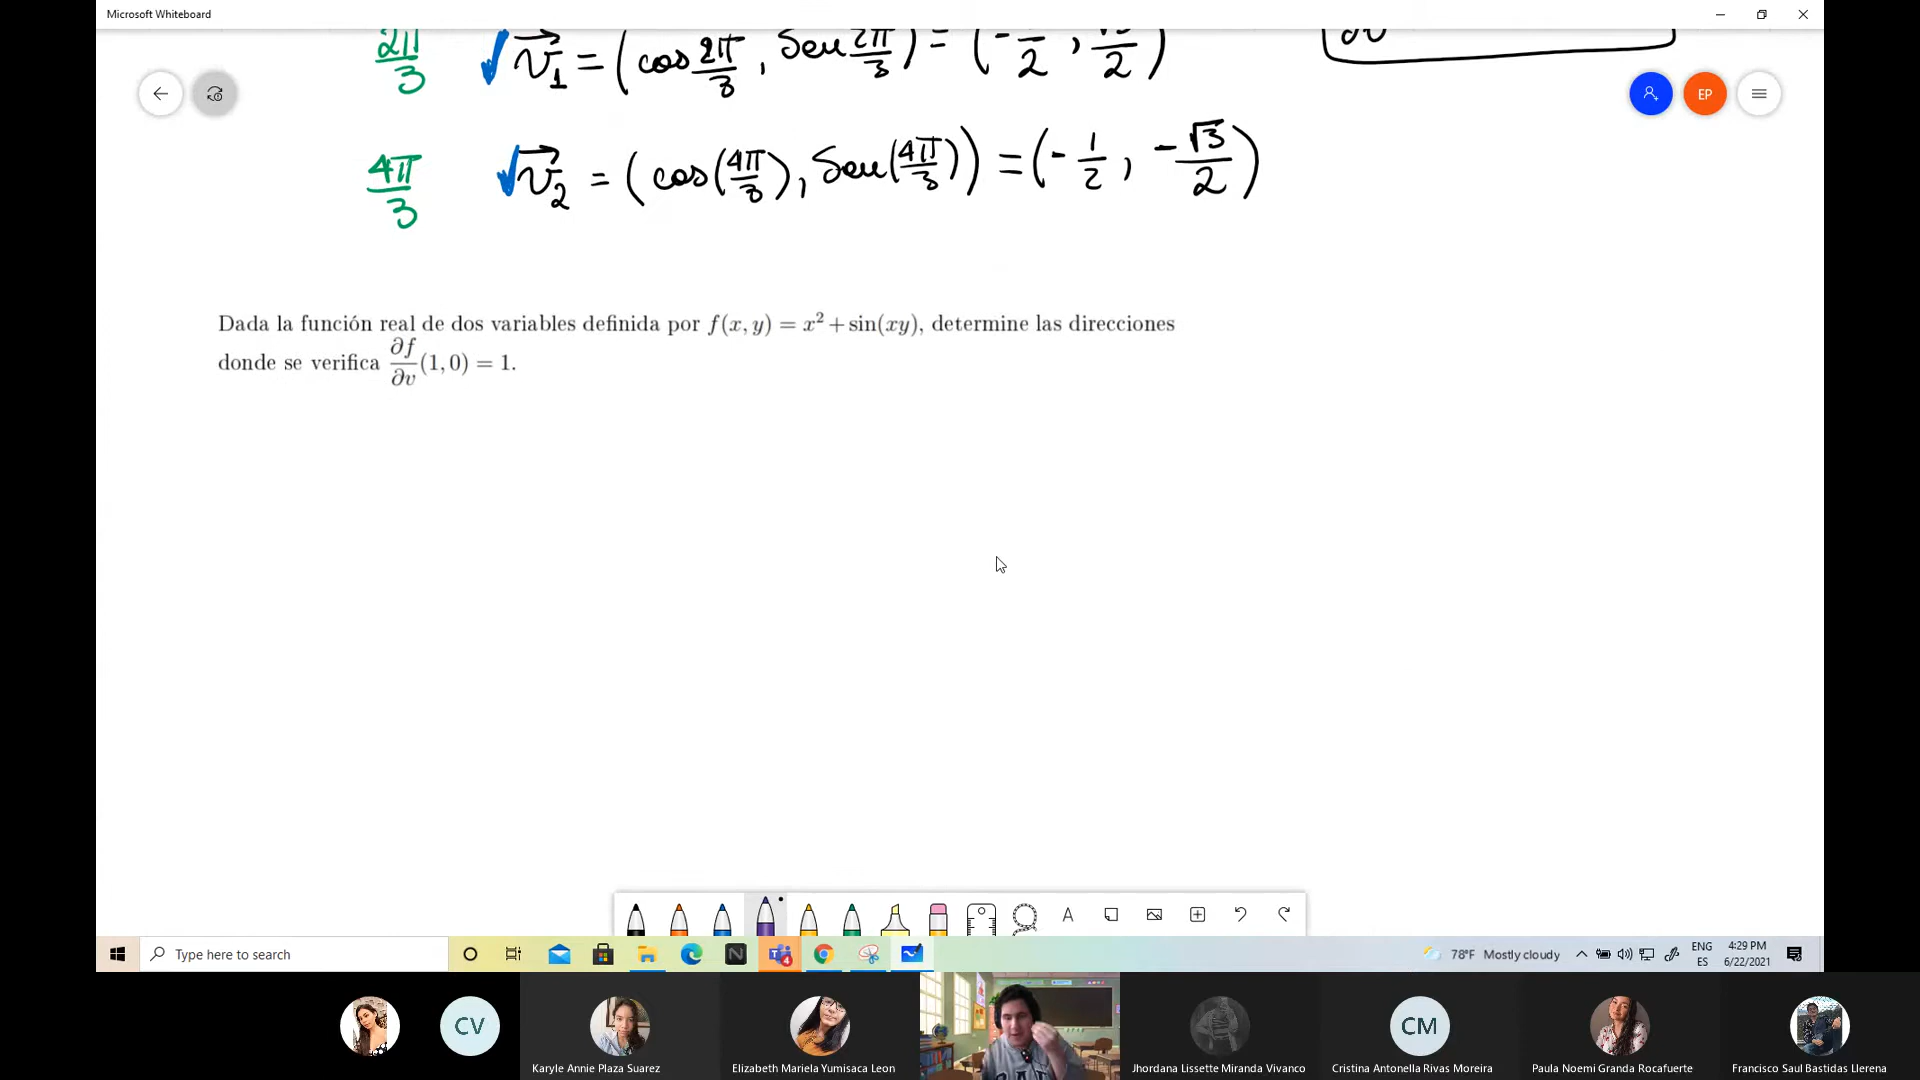 Microsoft Whiteboard
2π/3 √v⃗₁ = (cos 2π/3, Sen 2π/3) = (-1/2, √3/2)
EP
4π/3 √v⃗₂ = (cos(4π/3), Sen(4π/3)) = (-1/2, -√3/2)
Dada la función real de dos variables definida por f(x, y) = x² + sin(xy), determine las direcciones
donde se verifica ∂f/∂v (1, 0) = 1.
A
Type here to search
N
4
78°F Mostly cloudy
ENG
ES
4:29 PM
6/22/2021
CV
CM
Karyle Annie Plaza Suarez
Elizabeth Mariela Yumisaca Leon
Jhordana Lissette Miranda Vivanco
Cristina Antonella Rivas Moreira
Paula Noemi Granda Rocafuerte
Francisco Saul Bastidas Llerena